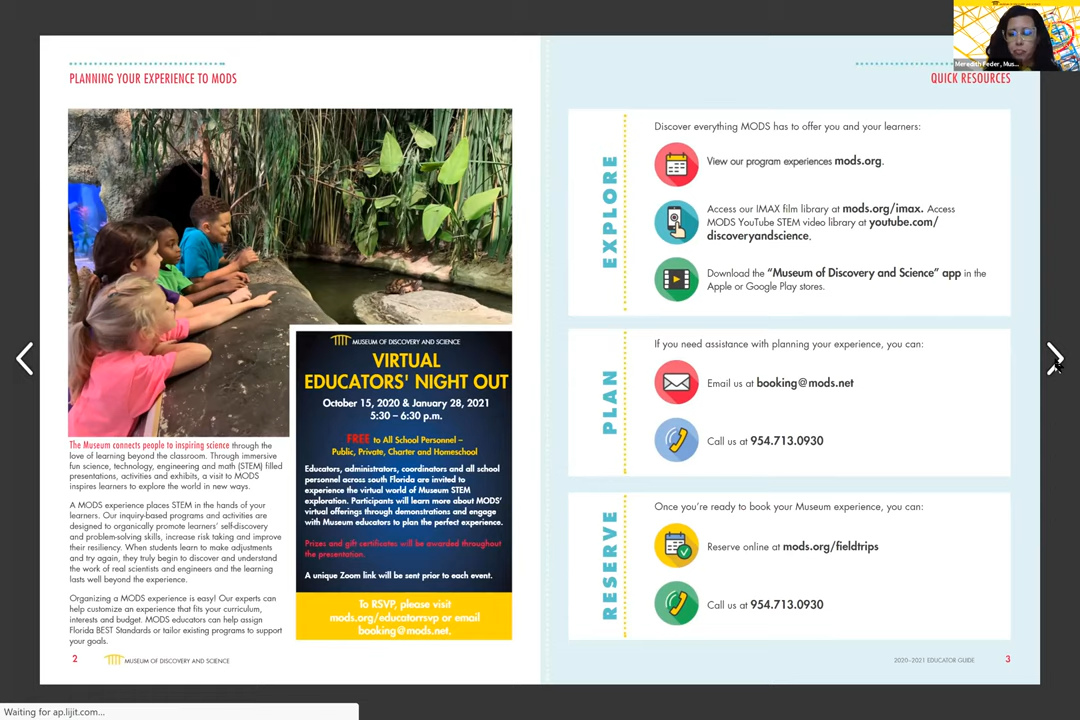 PLANNING YOUR EXPERIENCE TO MODS
The Museum connects people to inspiring science through the
love of learning beyond the classroom. Through immersive
fun science, technology, engineering and math (STEM) filled
presentations, activities and exhibits, a visit to MODS
inspires learners to explore the world in new ways.
A MODS experience places STEM in the hands of your
learners. Our inquiry-based programs and activities are
designed to organically promote learners' self-discovery
and problem-solving skills, increase risk taking and improve
their resiliency. When students learn to make adjustments
and try again, they truly begin to discover and understand
the work of real scientists and engineers and the learning
lasts well beyond the experience.
Organizing a MODS experience is easy! Our experts can
help customize an experience that fits your curriculum,
interests and budget. MODS educators can help assign
Florida BEST Standards or tailor existing programs to support
your goals.
MUSEUM OF DISCOVERY AND SCIENCE
VIRTUAL
EDUCATORS' NIGHT OUT
October 15, 2020 & January 28, 2021
5:30 – 6:30 p.m.
FREE to All School Personnel –
Public, Private, Charter and Homeschool
Educators, administrators, coordinators and all school
personnel across south Florida are invited to
experience the virtual world of Museum STEM
exploration. Participants will learn more about MODS'
virtual offerings through demonstrations and engage
with Museum educators to plan the perfect experience.
Prizes and gift certificates will be awarded throughout
the presentation.
A unique Zoom link will be sent prior to each event.
To RSVP, please visit
mods.org/educatorrsvp or email
booking@mods.net.
2
MUSEUM OF DISCOVERY AND SCIENCE
Meredith Feder, Mus...
QUICK RESOURCES
EXPLORE
Discover everything MODS has to offer you and your learners:
View our program experiences mods.org.
Access our IMAX film library at mods.org/imax. Access
MODS YouTube STEM video library at youtube.com/
discoveryandscience.
Download the "Museum of Discovery and Science" app in the
Apple or Google Play stores.
PLAN
If you need assistance with planning your experience, you can:
Email us at booking@mods.net
Call us at 954.713.0930
RESERVE
Once you're ready to book your Museum experience, you can:
Reserve online at mods.org/fieldtrips
Call us at 954.713.0930
2020–2021 EDUCATOR GUIDE
3
Waiting for ap.lijit.com...